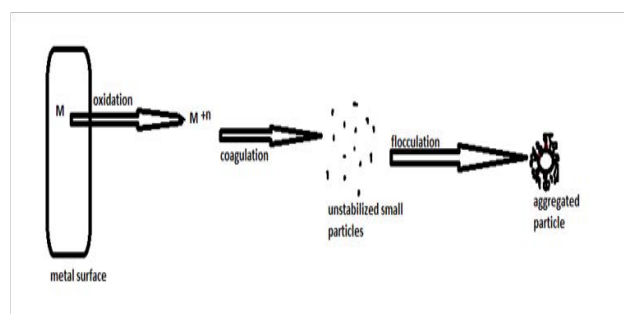 M
oxidation
M +n
coagulation
unstabilized small
particles
flocculation
aggregated
particle
metal surface